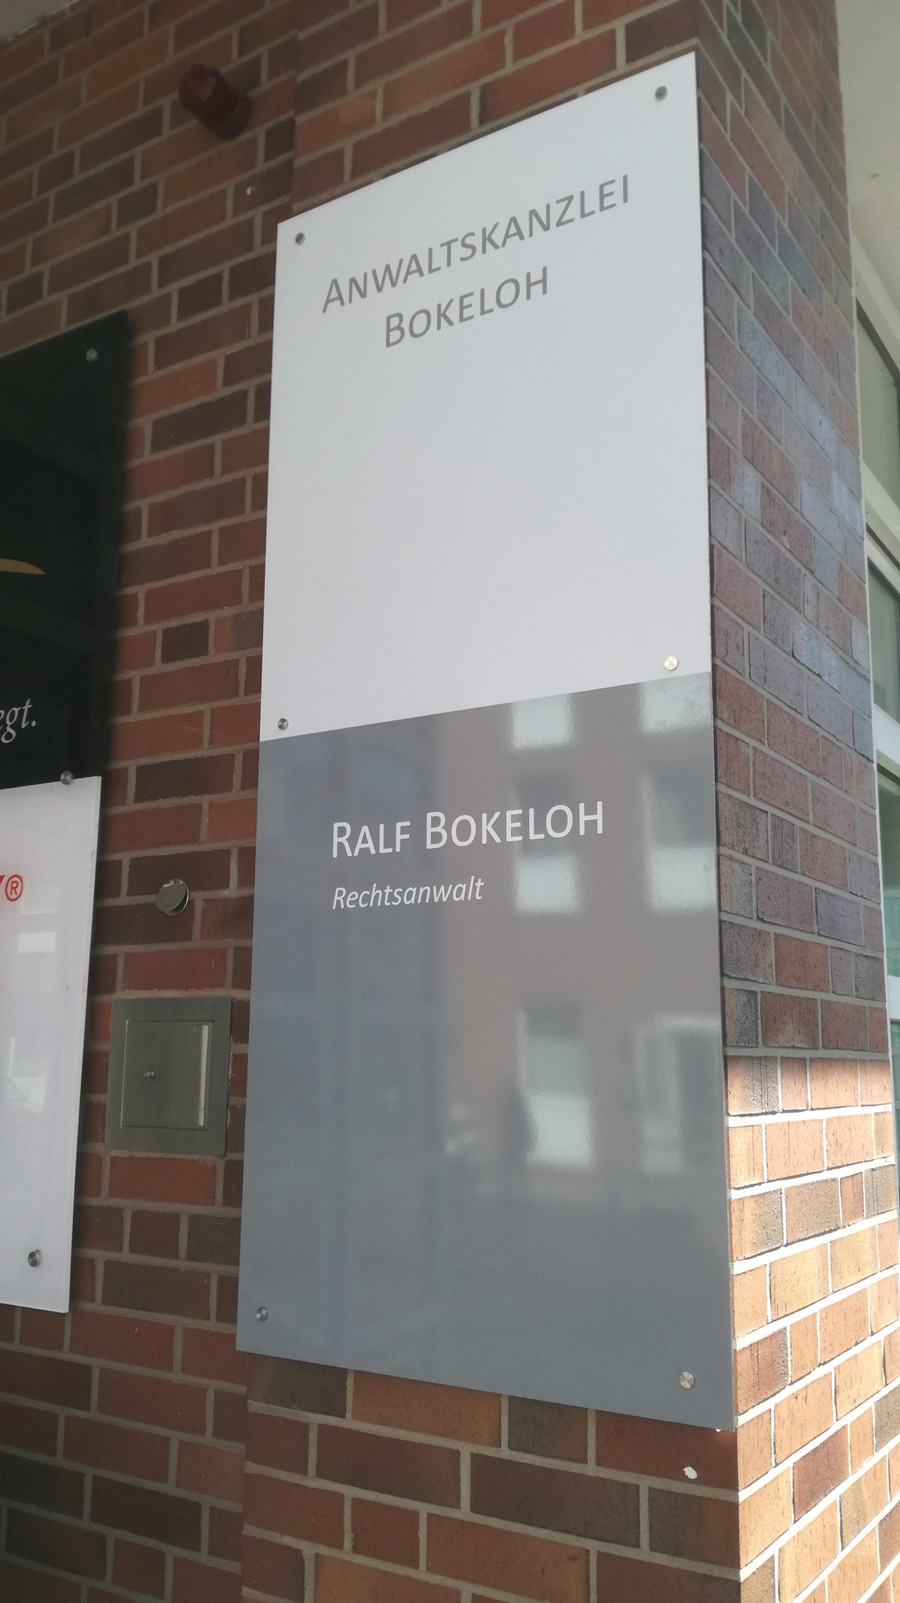 ANWALTSKANZLEI
BOKELOH
RALF BOKELOH
Rechtsanwalt